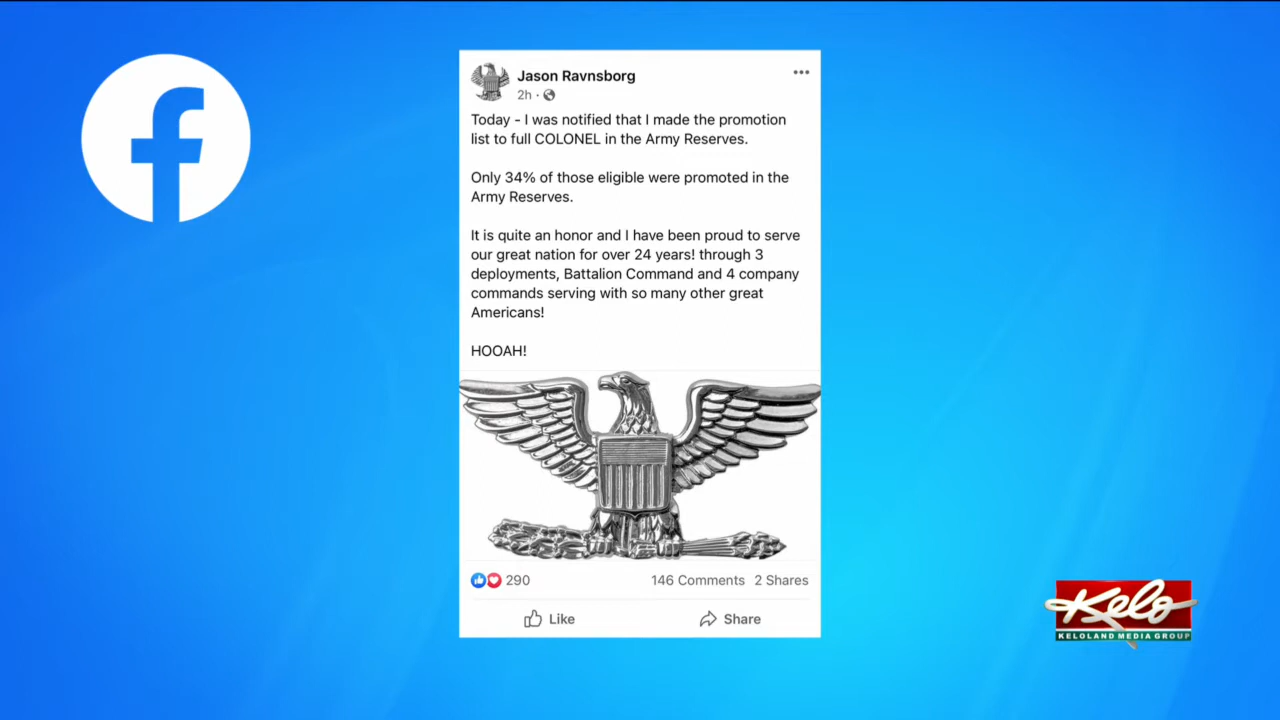 Jason Ravnsborg
2h ·
Today - I was notified that I made the promotion
list to full COLONEL in the Army Reserves.
Only 34% of those eligible were promoted in the
Army Reserves.
It is quite an honor and I have been proud to serve
our great nation for over 24 years! through 3
deployments, Battalion Command and 4 company
commands serving with so many other great
Americans!
HOOAH!
290
146 Comments 2 Shares
Like
Share
Kelo
KELOLAND MEDIA GROUP